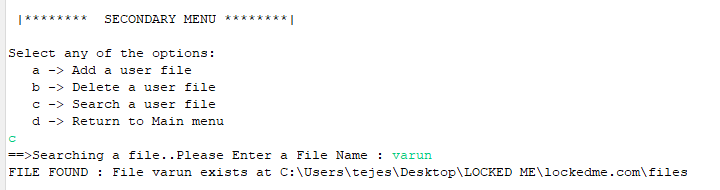 |******** SECONDARY MENU ********|
Select any of the options:
a -> Add a user file
b -> Delete a user file
c -> Search a user file
d -> Return to Main menu
c
==>Searching a file..Please Enter a File Name : varun
FILE FOUND : File varun exists at C:\Users\tejes\Desktop\LOCKED ME\lockedme.com\files